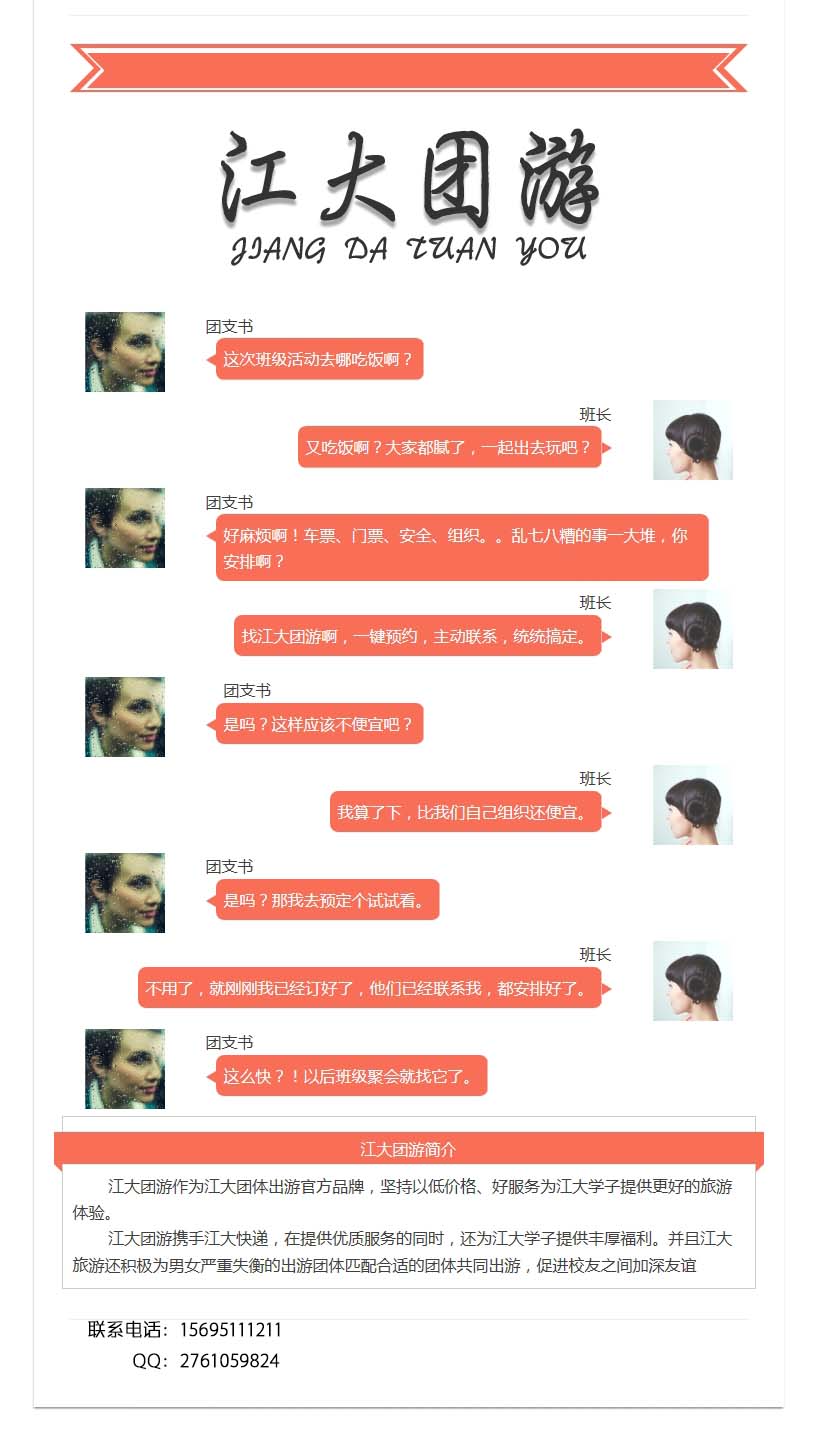 江大团游
JIANG DA TUAN YOU
团支书
这次班级活动去哪吃饭啊？
班长
又吃饭啊？大家都腻了，一起出去玩吧？
团支书
好麻烦啊！车票、门票、安全、组织。。乱七八糟的事一大堆，你
安排啊？
班长
找江大团游啊，一键预约，主动联系，统统搞定。
团支书
是吗？这样应该不便宜吧？
班长
我算了下，比我们自己组织还便宜。
团支书
是吗？那我去预定个试试看。
班长
不用了，就刚刚我已经订好了，他们已经联系我，都安排好了。
团支书
这么快？！以后班级聚会就找它了。
江大团游简介
江大团游作为江大团体出游官方品牌，坚持以低价格、好服务为江大学子提供更好的旅游
体验。
江大团游携手江大快递，在提供优质服务的同时，还为江大学子提供丰厚福利。并且江大
旅游还积极为男女严重失衡的出游团体匹配合适的团体共同出游，促进校友之间加深友谊
联系电话：15695111211
QQ：2761059824